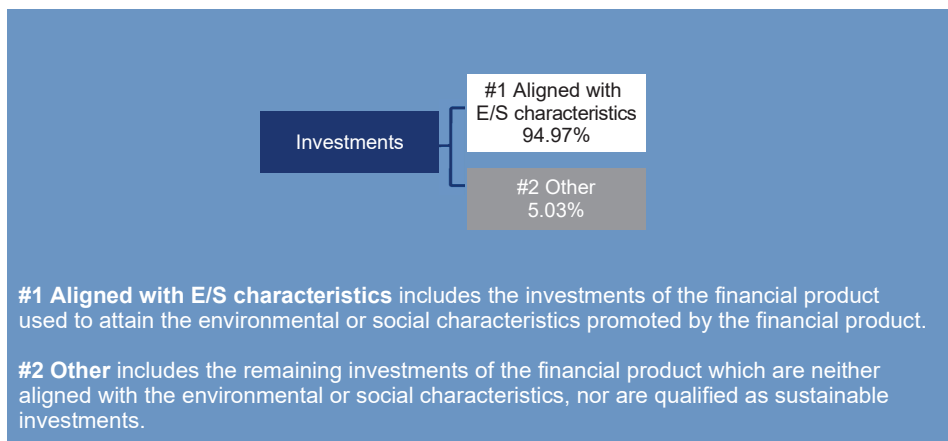 Investments
#1 Aligned with
E/S characteristics
94.97%
#2 Other
5.03%
#1 Aligned with E/S characteristics includes the investments of the financial product
used to attain the environmental or social characteristics promoted by the financial product.
#2 Other includes the remaining investments of the financial product which are neither
aligned with the environmental or social characteristics, nor are qualified as sustainable
investments.